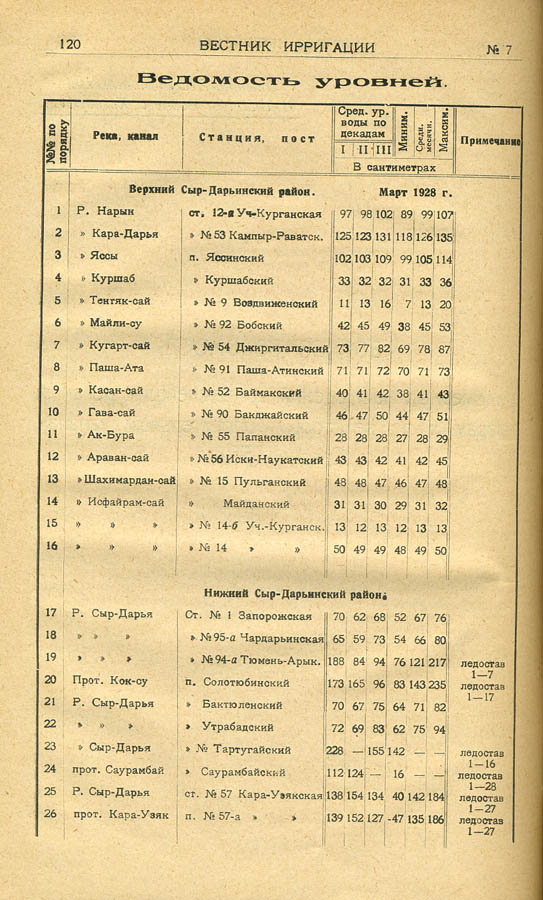 120 ВЕСТНИК ИРРИГАЦИИ № 7
Ведомость уровней.
№№ по порядку Река, канал Станция, пост Сред. ур. воды по декадам Миним. Средн. месячн. Максим. Примечание
I II III
В сантиметрах
Верхний Сыр-Дарьинский район. Март 1928 г.
1 Р. Нарын ст. 12-я Уч-Курганская 97 98 102 89 99 107
2 » Кара-Дарья » № 53 Кампыр-Раватск. 125 123 131 118 126 135
3 » Яссы п. Яссинский 102 103 109 99 105 114
4 » Куршаб » Куршабский 33 32 32 31 33 36
5 » Тентяк-сай » № 9 Воздвиженский 11 13 16 7 13 20
6 » Майли-су » № 92 Бобский 42 45 49 38 45 53
7 » Кугарт-сай » № 54 Джиргитальский 73 77 82 69 78 87
8 » Паша-Ата » № 91 Паша-Атинский 71 71 72 70 71 73
9 » Касан-сай » № 52 Баймакский 40 41 42 38 41 43
10 » Гава-сай » № 90 Бакджайский 46 47 50 44 47 51
11 » Ак-Бура » № 55 Папанский 28 28 28 27 28 29
12 » Араван-сай » № 56 Иски-Наукатский 43 43 42 41 42 45
13 » Шахимардан-сай » № 15 Пульганский 48 48 47 46 47 48
14 » Исфайрам-сай » Майданский 31 31 30 29 31 32
15 » » » » № 14-б Уч.-Курганск. 13 12 13 12 13 13
16 » » » » № 14 » » 50 49 49 48 49 50
Нижний Сыр-Дарьинский район.
17 Р. Сыр-Дарья Ст. № 1 Запорожская 70 62 68 52 67 76
18 » » » » № 95-а Чардарьинская 65 59 73 54 66 80
19 » » » » № 94-а Тюмень-Арык. 188 84 94 76 121 217 ледостав
1—7
20 Прот. Кок-су п. Солотюбинский 173 165 96 83 143 235 ледостав
1—17
21 Р. Сыр-Дарья » Бактюленский 70 67 75 64 71 82
22 » » » » Утрабадский 72 69 83 62 75 94
23 » Сыр-Дарья » № Тартугайский 228 — 155 142 — — ледостав
1—16
24 прот. Саурамбай » Саурамбайский 112 124 — 16 — — ледостав
1—28
25 Р. Сыр-Дарья ст. № 57 Кара-Узякская 138 154 134 40 142 184 ледостав
1—27
26 прот. Кара-Узяк п. № 57-а » » 139 152 127 -47 135 186 ледостав
1—27